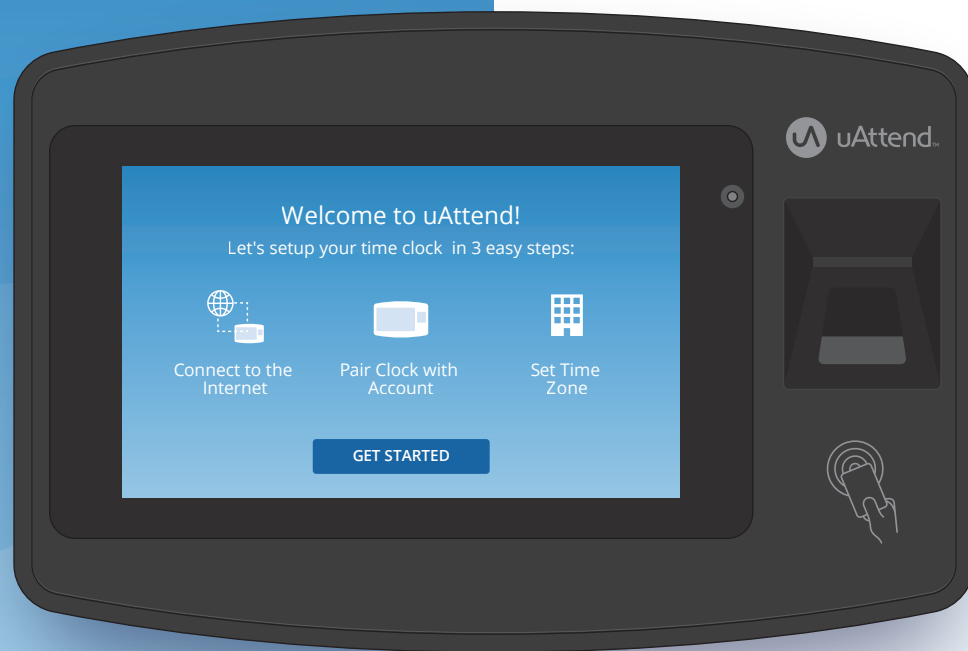 uAttend™
Welcome to uAttend!
Let's setup your time clock in 3 easy steps:
Connect to the
Internet
Pair Clock with
Account
Set Time
Zone
GET STARTED